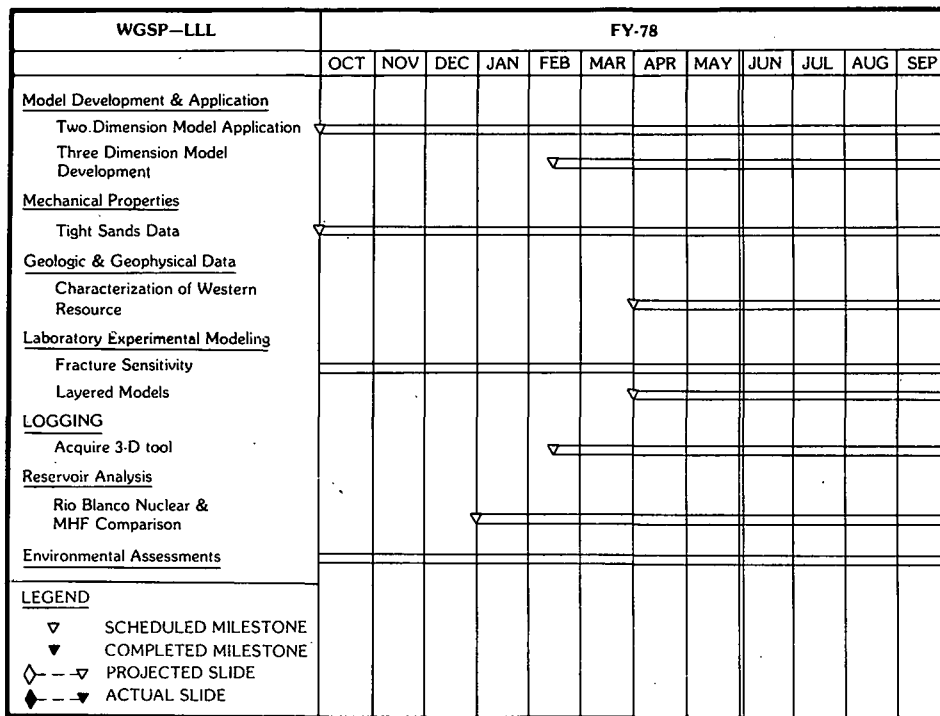 WGSP—LLL
FY-78
OCT NOV DEC JAN FEB MAR APR MAY JUN JUL AUG SEP
Model Development & Application
Two.Dimension Model Application
Three Dimension Model
Development
Mechanical Properties
Tight Sands Data
Geologic & Geophysical Data
Characterization of Western
Resource
Laboratory Experimental Modeling
Fracture Sensitivity
Layered Models
LOGGING
Acquire 3-D tool
Reservoir Analysis
Rio Blanco Nuclear &
MHF Comparison
Environmental Assessments
LEGEND
SCHEDULED MILESTONE
COMPLETED MILESTONE
PROJECTED SLIDE
ACTUAL SLIDE